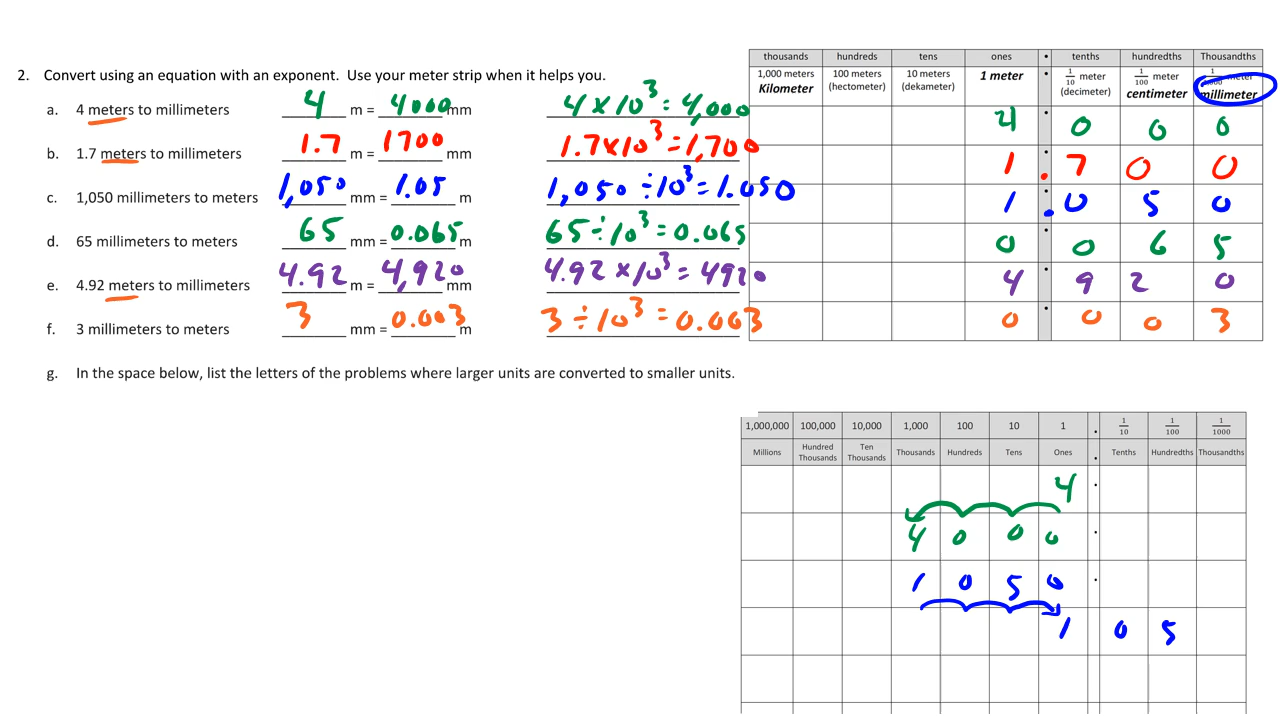 2. Convert using an equation with an exponent. Use your meter strip when it helps you.
a. 4 meters to millimeters 4 m = 4000 mm 4 × 10³ = 4,000
b. 1.7 meters to millimeters 1.7 m = 1700 mm 1.7 × 10³ = 1,700
c. 1,050 millimeters to meters 1,050 mm = 1.05 m 1,050 ÷ 10³ = 1.050
d. 65 millimeters to meters 65 mm = 0.065 m 65 ÷ 10³ = 0.065
e. 4.92 meters to millimeters 4.92 m = 4,920 mm 4.92 × 10³ = 4920
f. 3 millimeters to meters 3 mm = 0.003 m 3 ÷ 10³ = 0.003
g. In the space below, list the letters of the problems where larger units are converted to smaller units.
thousands hundreds tens ones • tenths hundredths Thousandths
1,000 meters 100 meters 10 meters 1 meter • 1/10 meter 1/100 meter 1/1000 meter
Kilometer (hectometer) (dekameter) (decimeter) centimeter millimeter
4 • 0 0 0
1 . 7 0 0
1 . 0 5 0
0 • 0 6 5
4 • 9 2 0
0 • 0 0 3
1,000,000 100,000 10,000 1,000 100 10 1 . 1/10 1/100 1/1000
Millions Hundred Thousands Ten Thousands Thousands Hundreds Tens Ones . Tenths Hundredths Thousandths
4 •
4 0 0 0 •
1 0 5 0 •
1 0 5